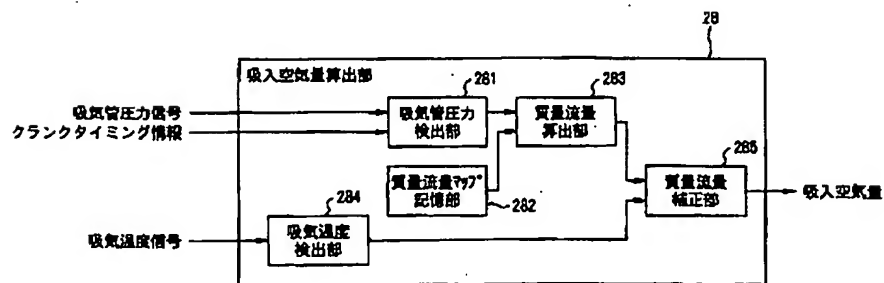 28
吸入空気量算出部
281
283
吸気管圧力信号
クランクタイミング情報
吸気管圧力
検出部
質量流量
算出部
285
質量流量マップ
記憶部
282
質量流量
補正部
吸入空気量
284
吸気温度信号
吸気温度
検出部